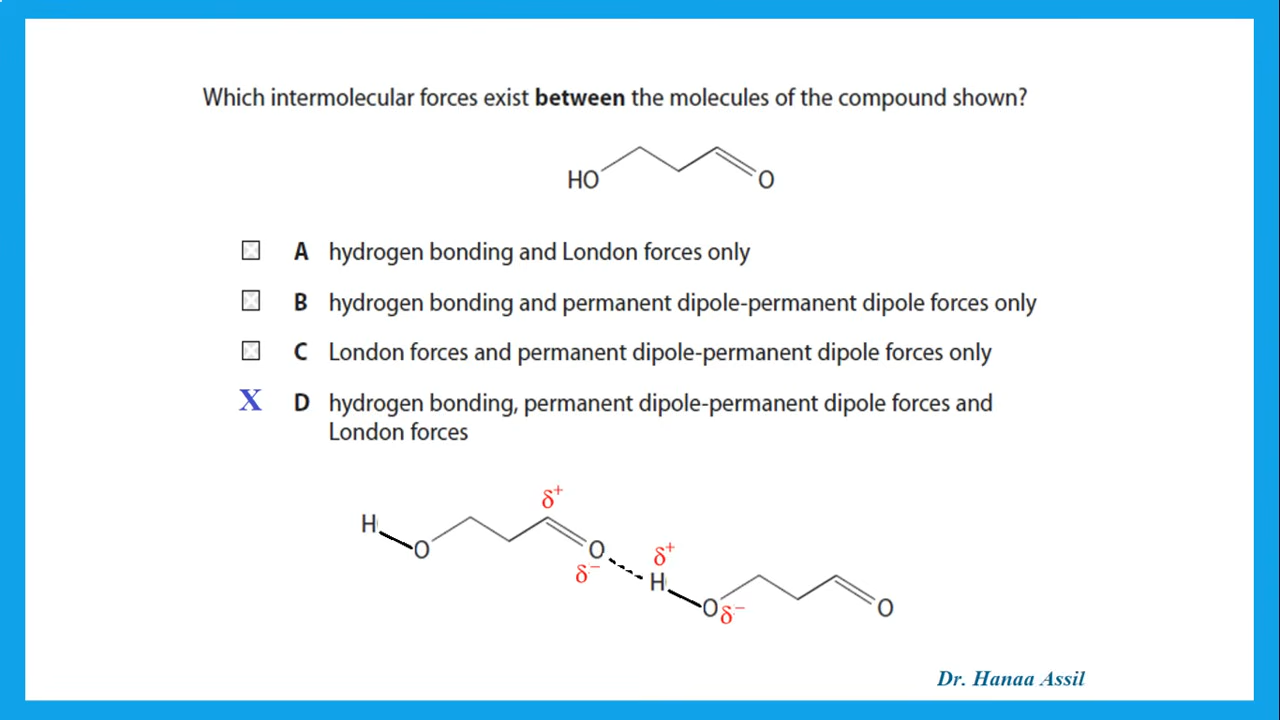 Which intermolecular forces exist between the molecules of the compound shown?
HO O
A hydrogen bonding and London forces only
B hydrogen bonding and permanent dipole-permanent dipole forces only
C London forces and permanent dipole-permanent dipole forces only
X D hydrogen bonding, permanent dipole-permanent dipole forces and
London forces
δ+
H
O O
δ− δ+
H
O δ− O
Dr. Hanaa Assil